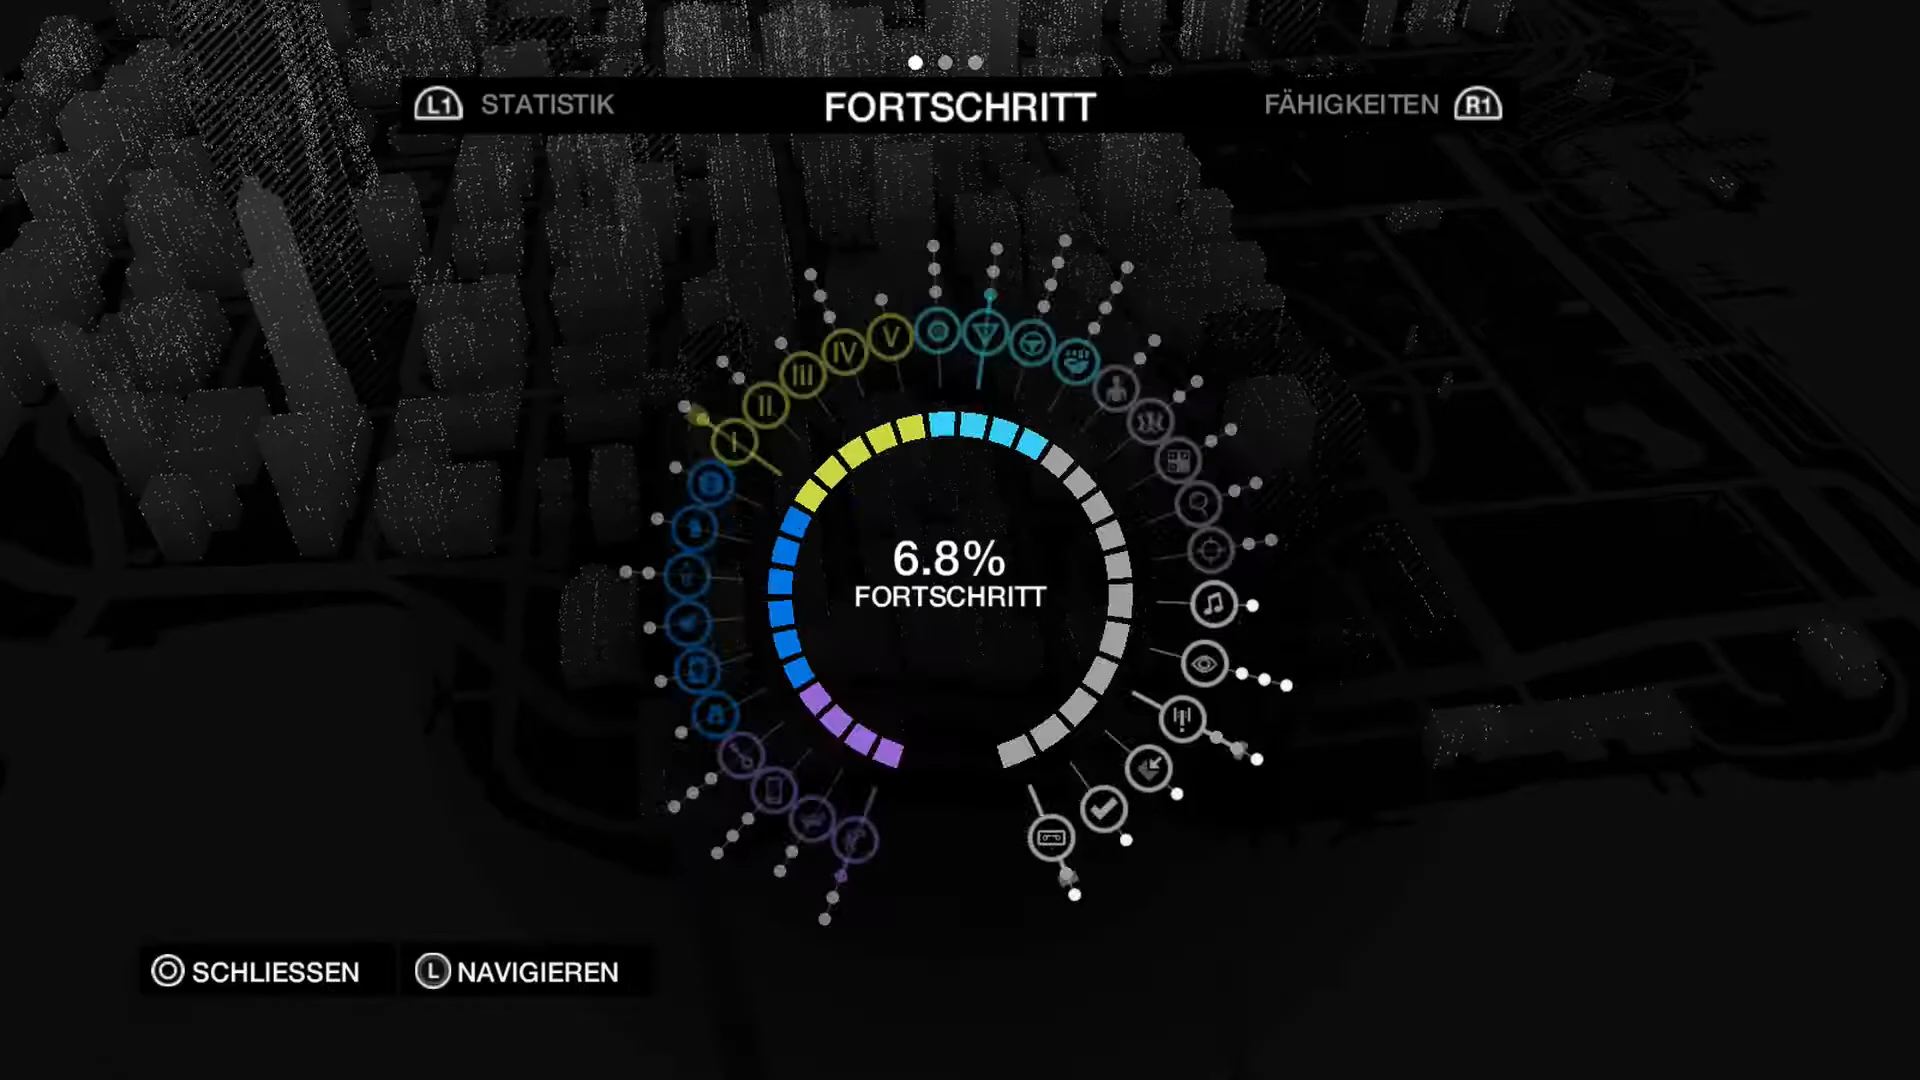 L1 STATISTIK
FORTSCHRITT
FÄHIGKEITEN R1
I
II
III
IV
V
6.8%
FORTSCHRITT
SCHLIESSEN
L NAVIGIEREN